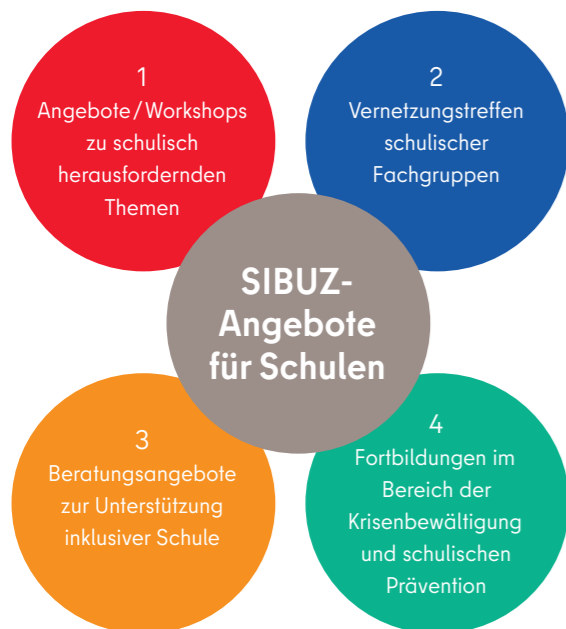 1
Angebote/Workshops
zu schulisch
herausfordernden
Themen
2
Vernetzungstreffen
schulischer
Fachgruppen
SIBUZ-
Angebote
für Schulen
3
Beratungsangebote
zur Unterstützung
inklusiver Schule
4
Fortbildungen im
Bereich der
Krisenbewältigung
und schulischen
Prävention